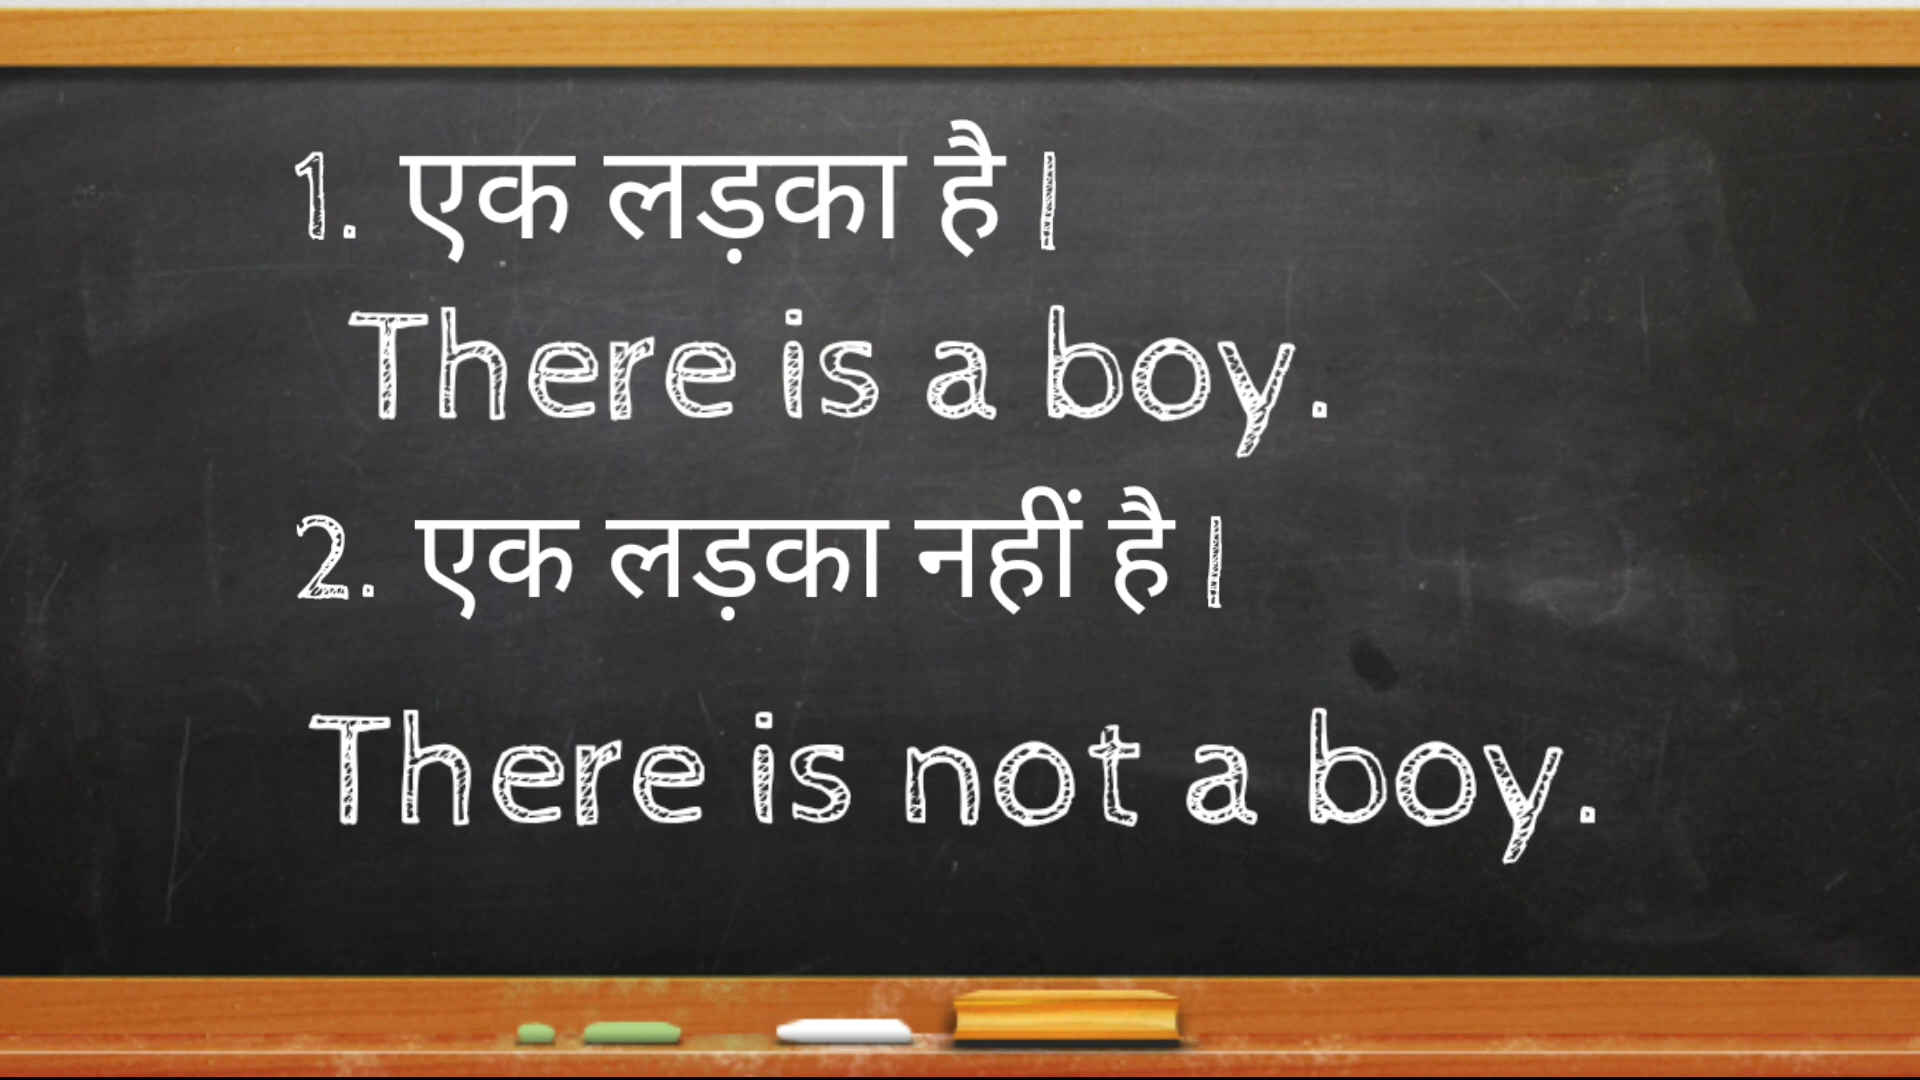 1. एक लड़का है |
There is a boy.
2. एक लड़का नहीं है |
There is not a boy.